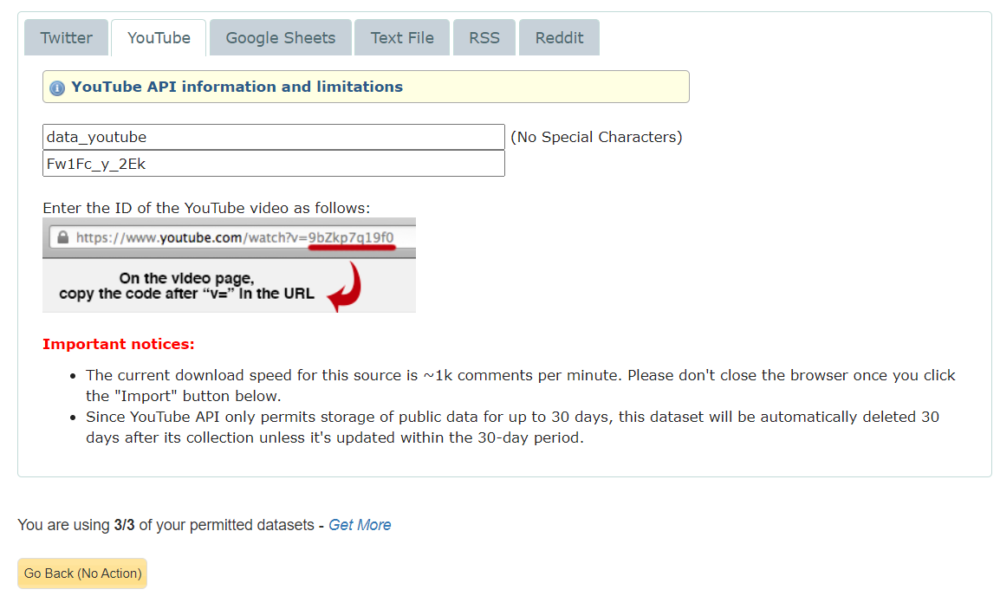 Twitter YouTube Google Sheets Text File RSS Reddit
YouTube API information and limitations
data_youtube (No Special Characters)
Fw1Fc_y_2Ek
Enter the ID of the YouTube video as follows:
https://www.youtube.com/watch?v=9bZkp7q19f0
On the video page,
copy the code after “v=” in the URL
Important notices:
• The current download speed for this source is ~1k comments per minute. Please don't close the browser once you click
the "Import" button below.
• Since YouTube API only permits storage of public data for up to 30 days, this dataset will be automatically deleted 30
days after its collection unless it's updated within the 30-day period.
You are using 3/3 of your permitted datasets - Get More
Go Back (No Action)